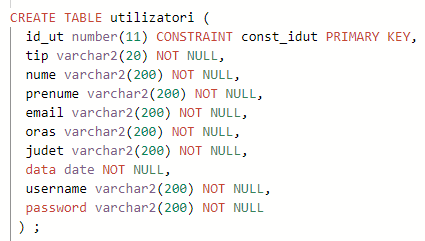 CREATE TABLE utilizatori (
id_ut number(11) CONSTRAINT const_idut PRIMARY KEY,
tip varchar2(20) NOT NULL,
nume varchar2(200) NOT NULL,
prenume varchar2(200) NOT NULL,
email varchar2(200) NOT NULL,
oras varchar2(200) NOT NULL,
judet varchar2(200) NOT NULL,
data date NOT NULL,
username varchar2(200) NOT NULL,
password varchar2(200) NOT NULL
) ;